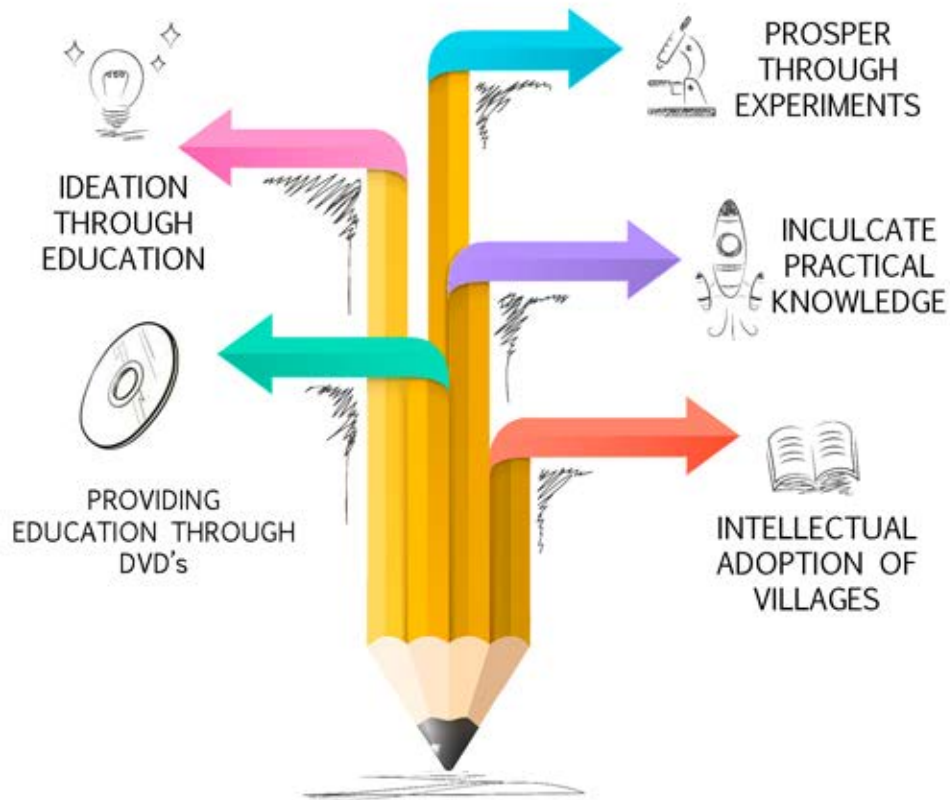 IDEATION
THROUGH
EDUCATION
PROVIDING
EDUCATION THROUGH
DVD's
PROSPER
THROUGH
EXPERIMENTS
INCULCATE
PRACTICAL
KNOWLEDGE
INTELLECTUAL
ADOPTION OF
VILLAGES